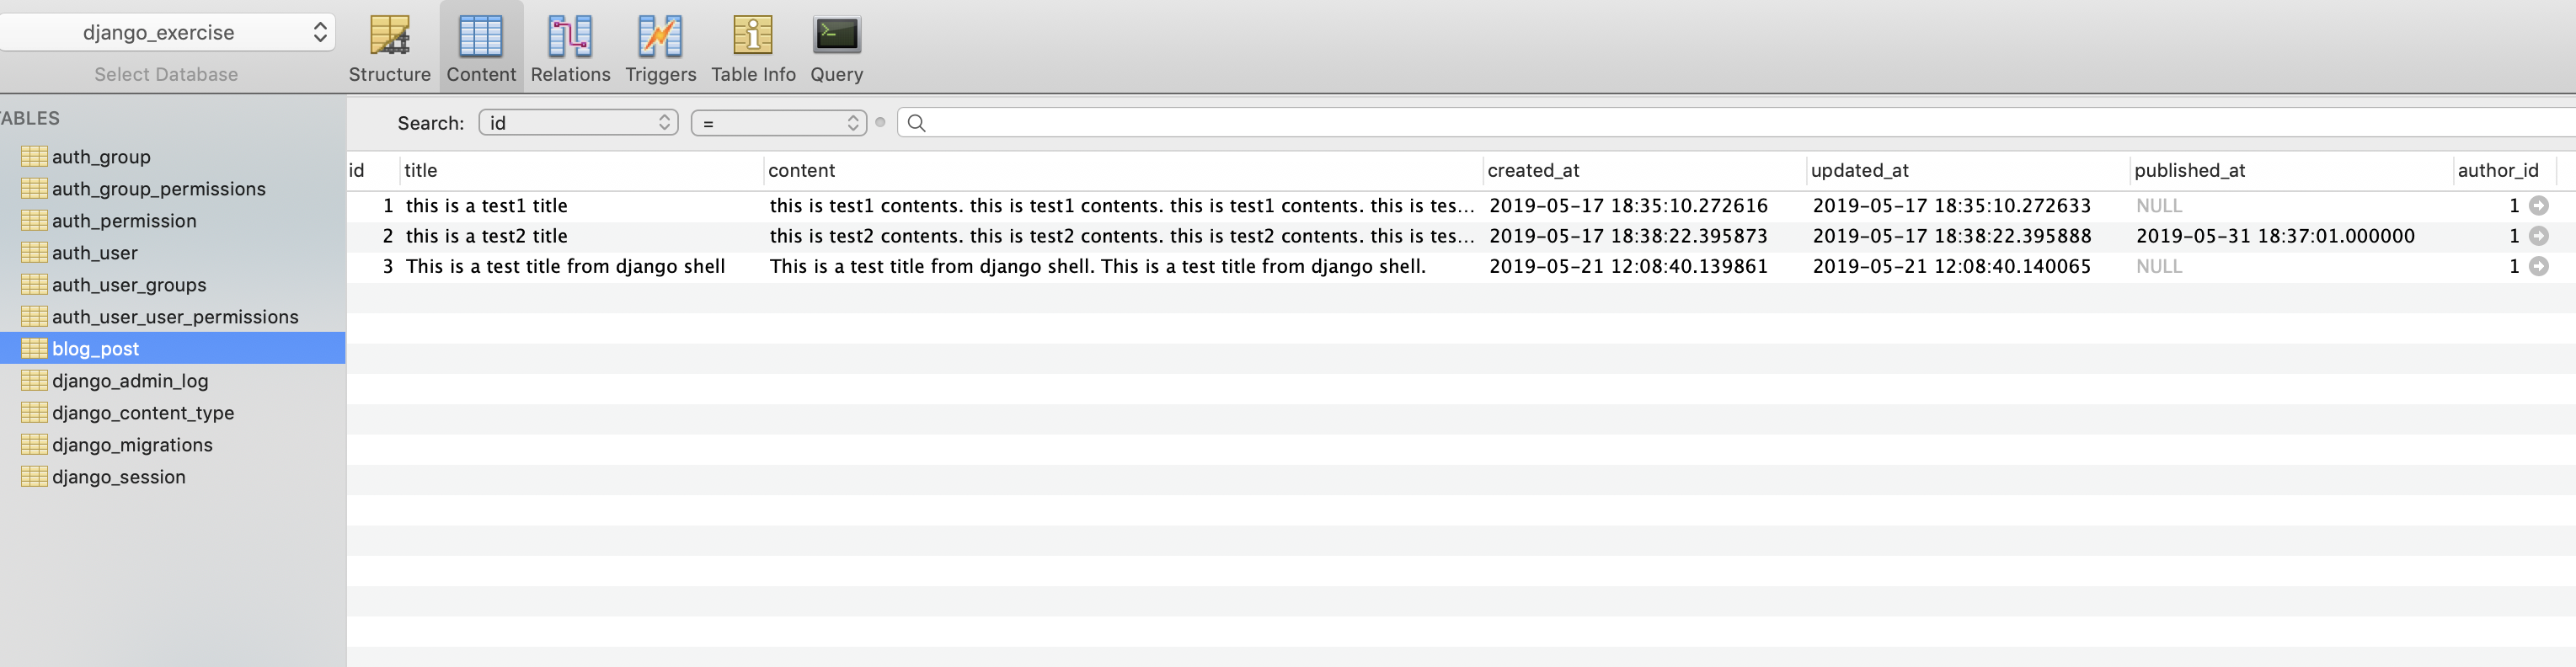 django_exercise
Select Database
Structure Content Relations Triggers Table Info Query
ABLES
auth_group
auth_group_permissions
auth_permission
auth_user
auth_user_groups
auth_user_user_permissions
blog_post
django_admin_log
django_content_type
django_migrations
django_session
Search: id =
id title content created_at updated_at published_at author_id
1 this is a test1 title this is test1 contents. this is test1 contents. this is test1 contents. this is tes... 2019-05-17 18:35:10.272616 2019-05-17 18:35:10.272633 NULL 1
2 this is a test2 title this is test2 contents. this is test2 contents. this is test2 contents. this is tes... 2019-05-17 18:38:22.395873 2019-05-17 18:38:22.395888 2019-05-31 18:37:01.000000 1
3 This is a test title from django shell This is a test title from django shell. This is a test title from django shell. 2019-05-21 12:08:40.139861 2019-05-21 12:08:40.140065 NULL 1